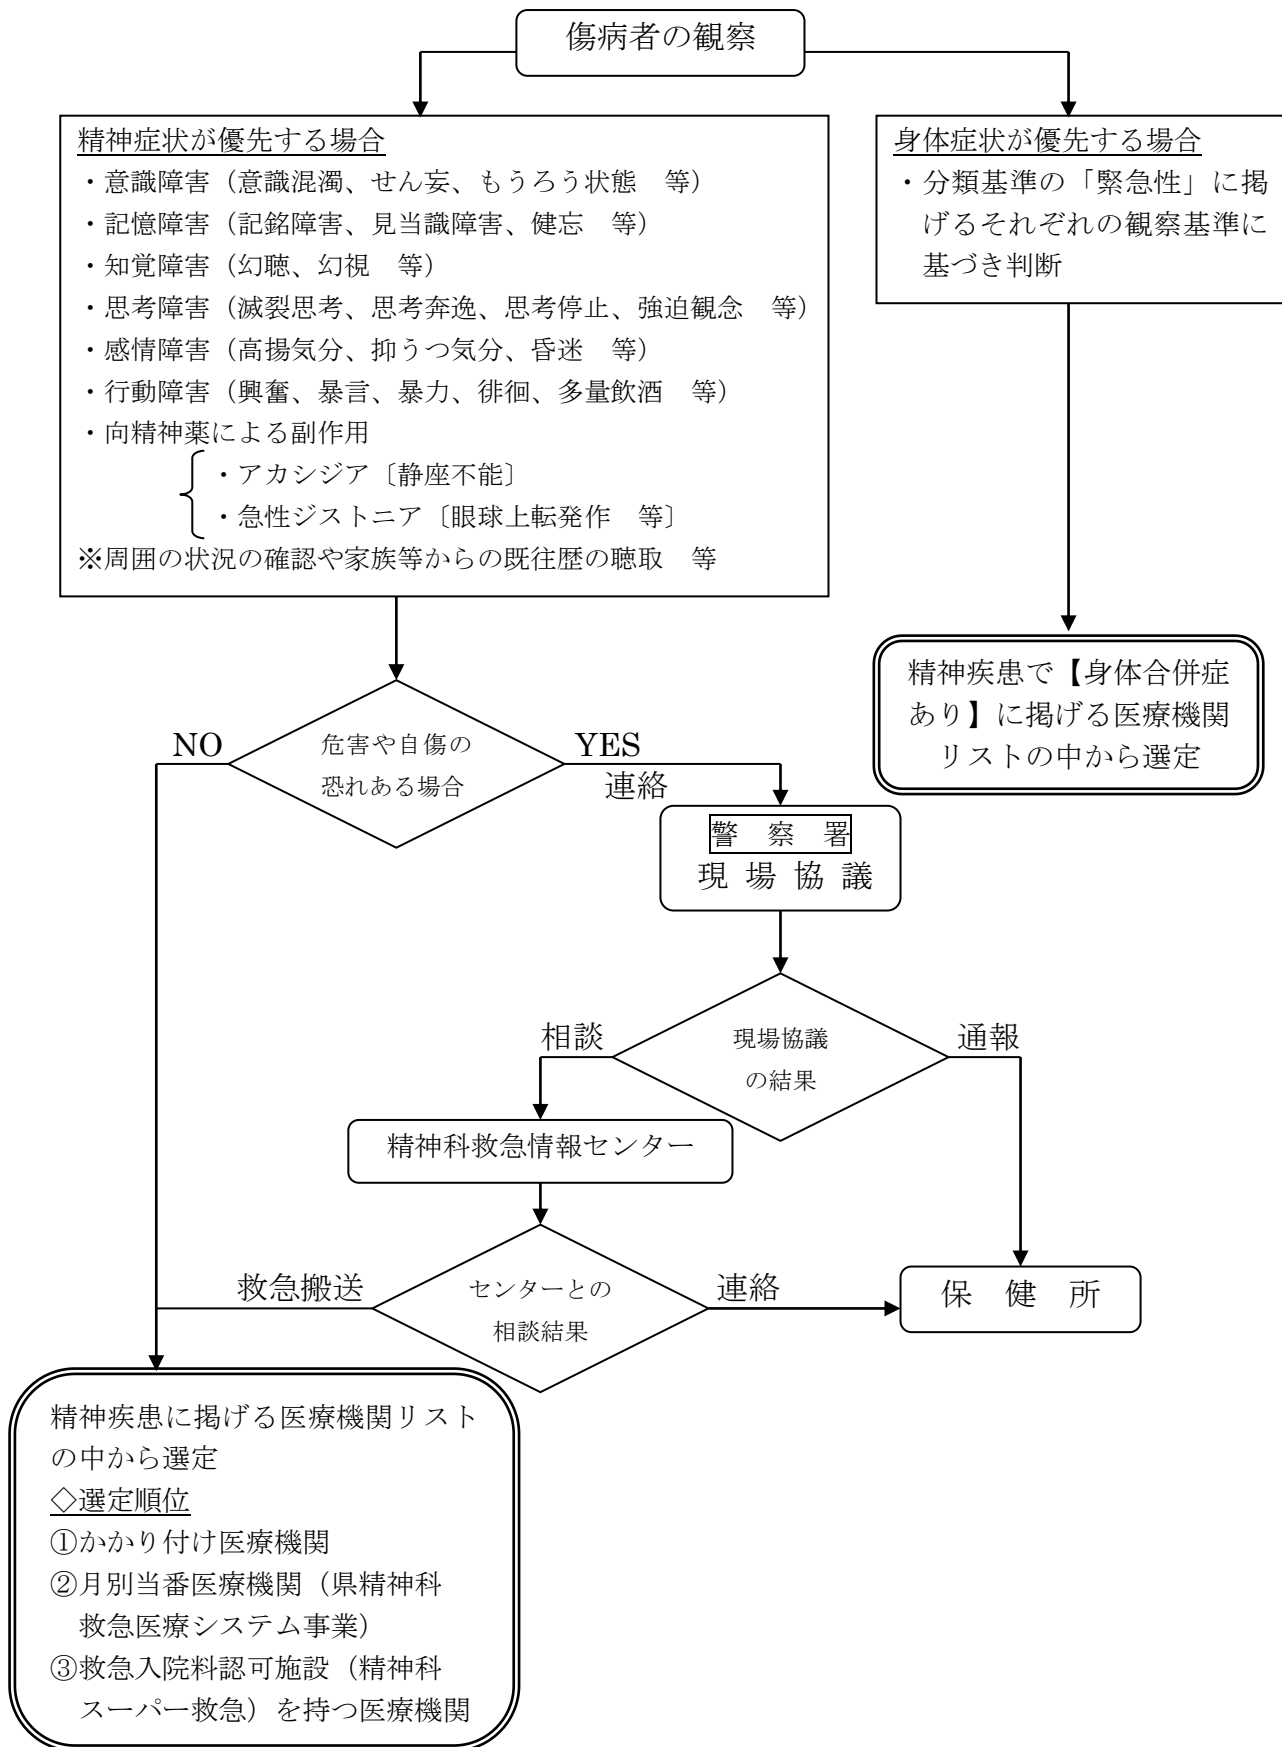 傷病者の観察
精神症状が優先する場合
・意識障害（意識混濁、せん妄、もうろう状態　等）
・記憶障害（記銘障害、見当識障害、健忘　等）
・知覚障害（幻聴、幻視　等）
・思考障害（滅裂思考、思考奔逸、思考停止、強迫観念　等）
・感情障害（高揚気分、抑うつ気分、昏迷　等）
・行動障害（興奮、暴言、暴力、徘徊、多量飲酒　等）
・向精神薬による副作用
・アカシジア〔静座不能〕
・急性ジストニア〔眼球上転発作　等〕
※周囲の状況の確認や家族等からの既往歴の聴取　等
身体症状が優先する場合
・分類基準の「緊急性」に掲
げるそれぞれの観察基準に
基づき判断
精神疾患で【身体合併症
あり】に掲げる医療機関
リストの中から選定
NO
危害や自傷の
恐れある場合
YES
連絡
警　察　署
現 場 協 議
相談
現場協議
の結果
通報
精神科救急情報センター
救急搬送
センターとの
相談結果
連絡
保　健　所
精神疾患に掲げる医療機関リスト
の中から選定
◇選定順位
①かかり付け医療機関
②月別当番医療機関（県精神科
救急医療システム事業）
③救急入院料認可施設（精神科
スーパー救急）を持つ医療機関